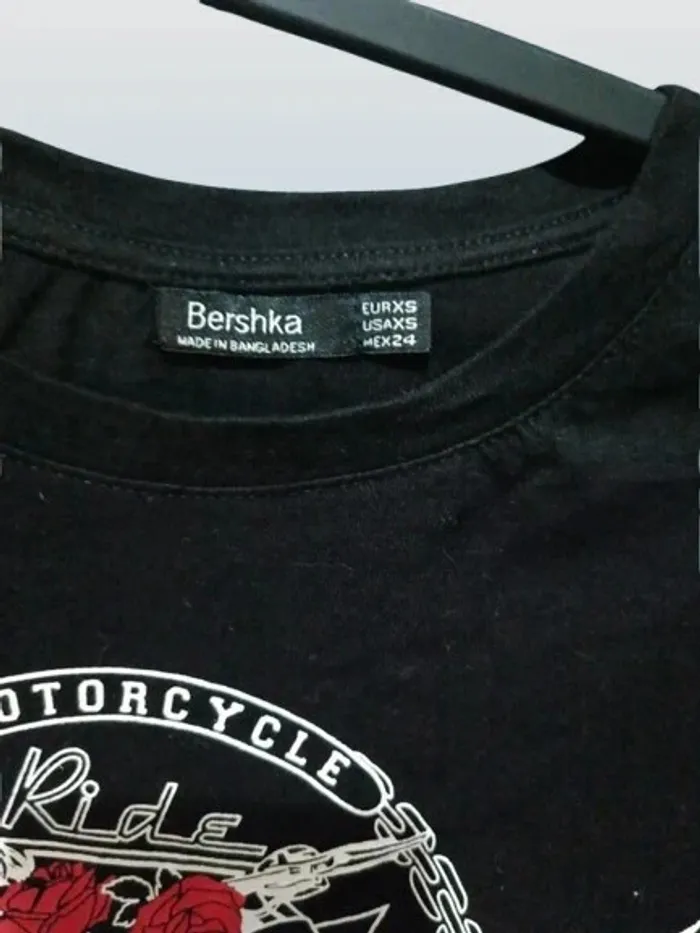 Bershka
MADE IN BANGLADESH
EUR XS
USA XS
MEX 24
OTORCYCLE
Ride